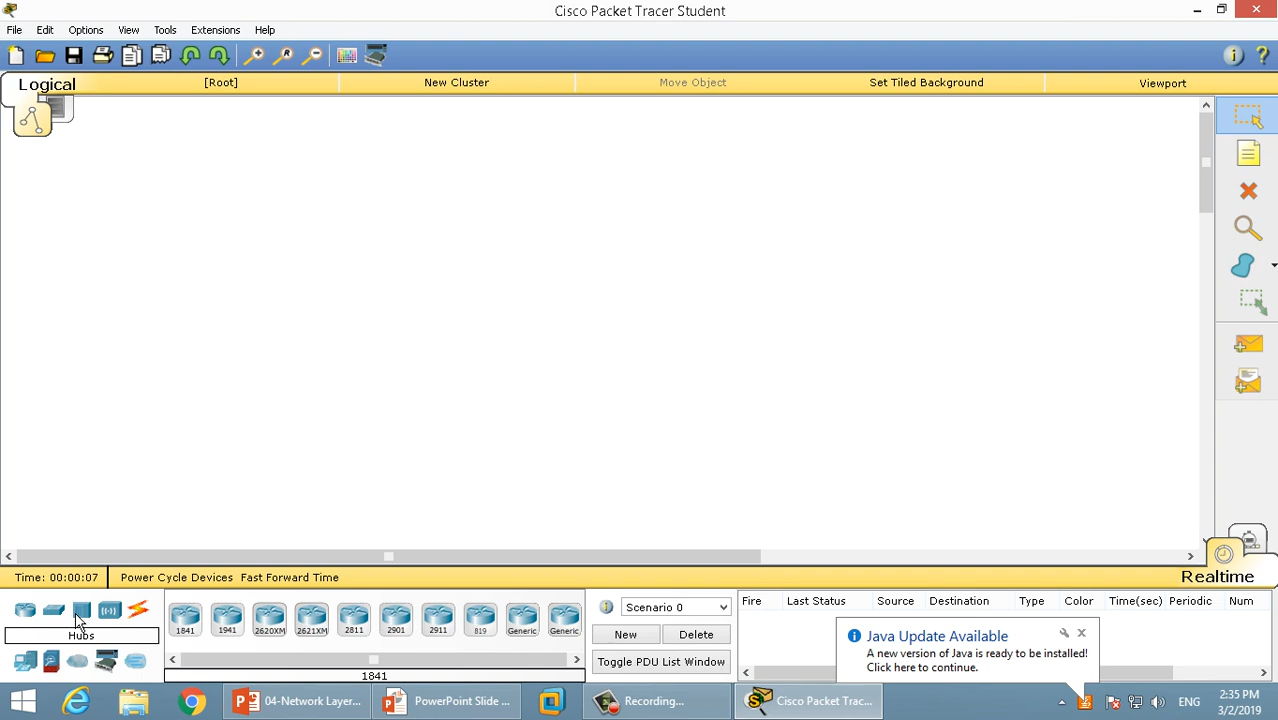 Cisco Packet Tracer Student
File Edit Options View Tools Extensions Help
Logical [Root] New Cluster Move Object Set Tiled Background Viewport
Time: 00:00:07 Power Cycle Devices Fast Forward Time
Realtime
Hubs
1841 1941 2620XM 2621XM 2811 2901 2911 819 Generic Generic
1841
Scenario 0
New Delete
Toggle PDU List Window
Fire Last Status Source Destination Type Color Time(sec) Periodic Num
Java Update Available
A new version of Java is ready to be installed!
Click here to continue.
04-Network Layer... PowerPoint Slide ... Recording... Cisco Packet Trac... ENG
2:35 PM
3/2/2019